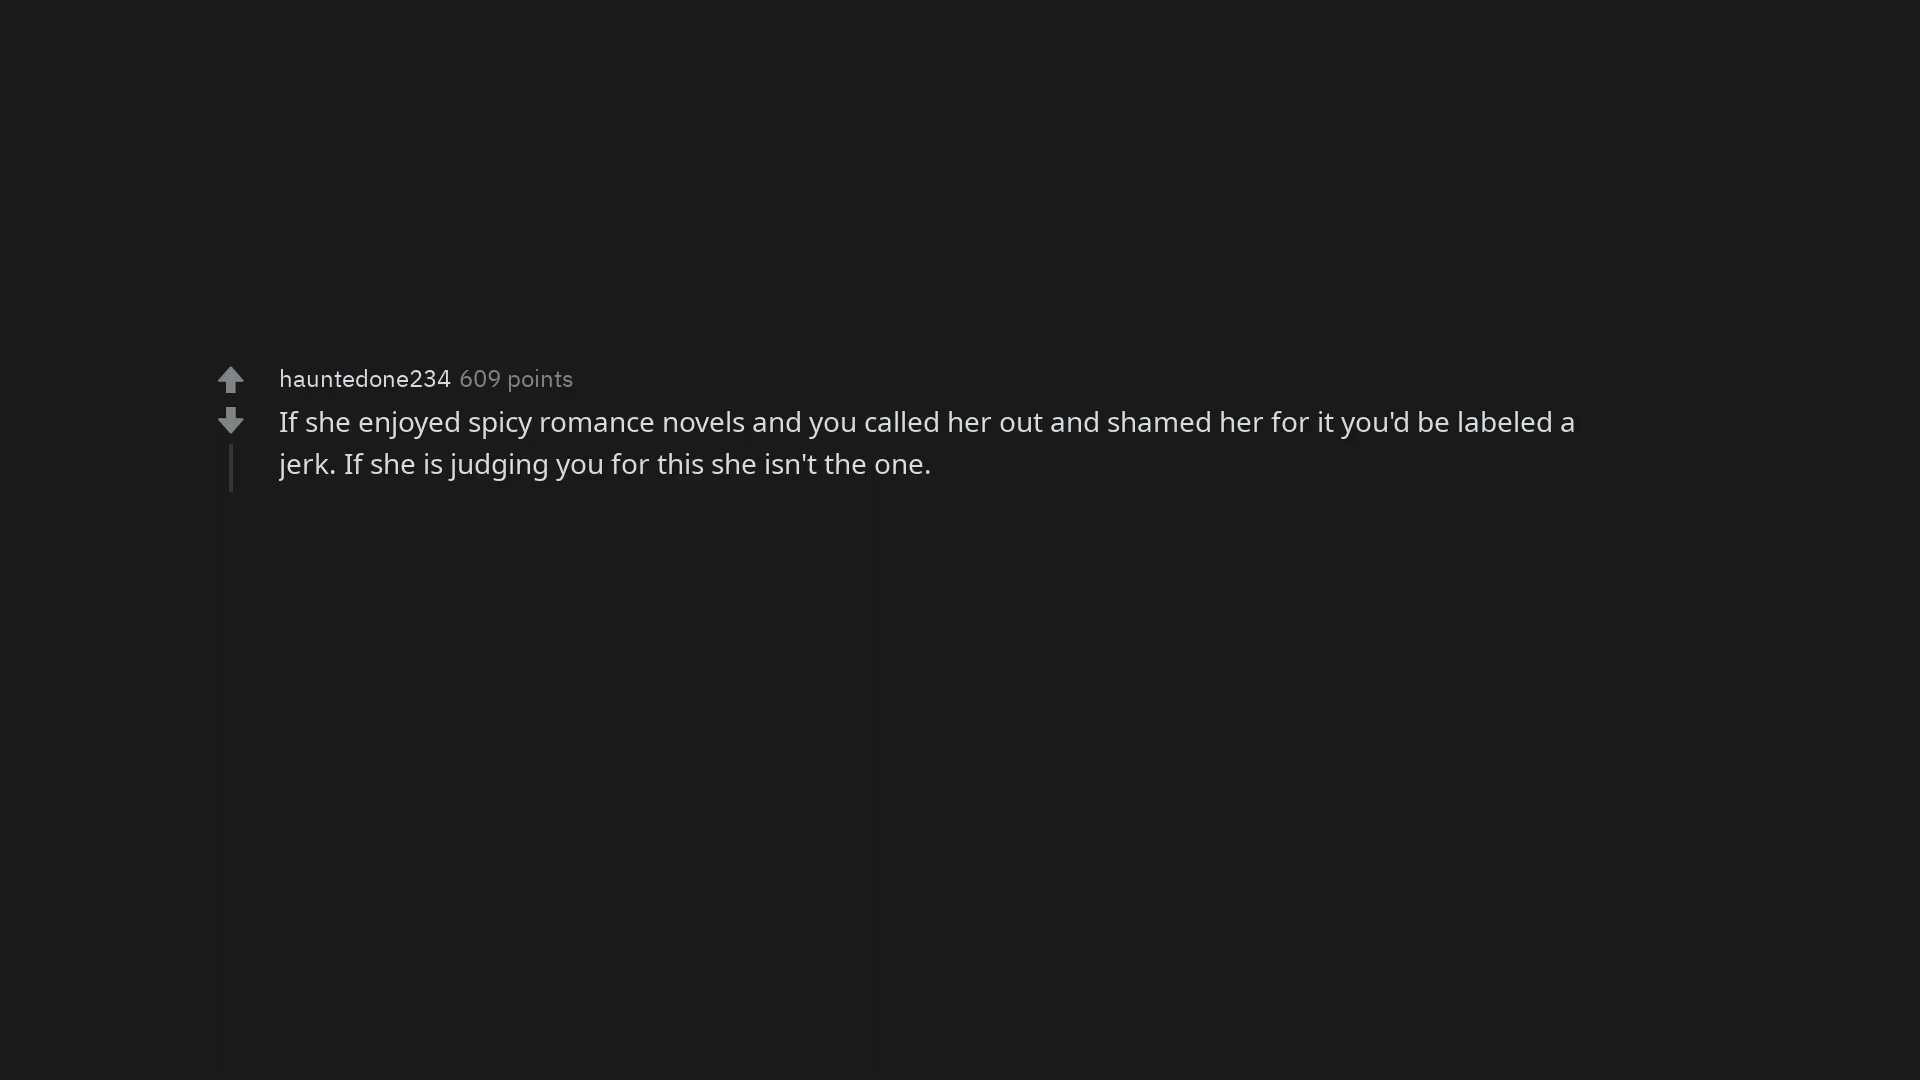 hauntedone234 609 points
If she enjoyed spicy romance novels and you called her out and shamed her for it you'd be labeled a
jerk. If she is judging you for this she isn't the one.